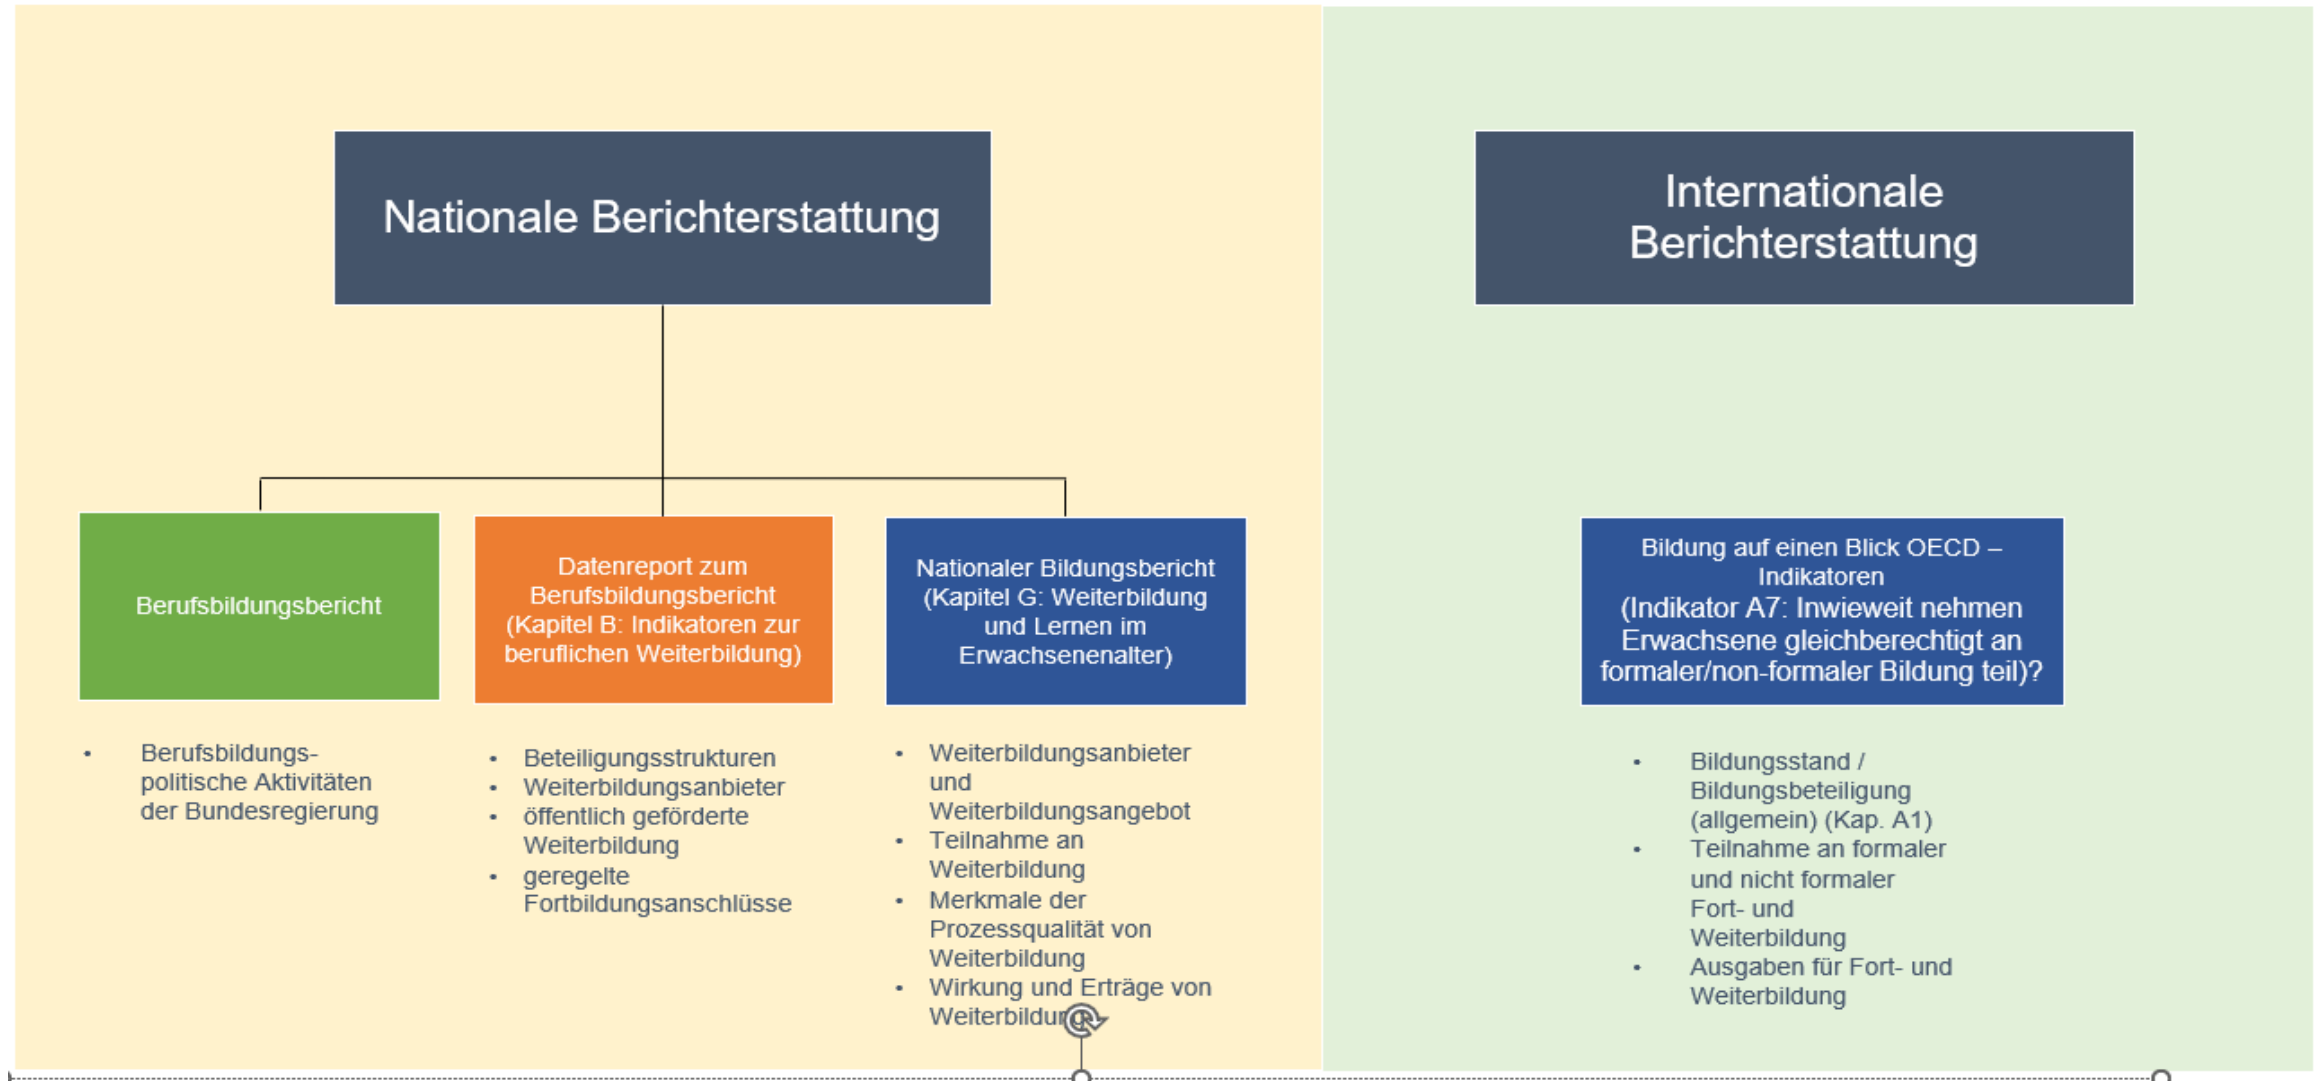 Nationale Berichterstattung
Internationale
Berichterstattung
Berufsbildungsbericht
Datenreport zum
Berufsbildungsbericht
(Kapitel B: Indikatoren zur
beruflichen Weiterbildung)
Nationaler Bildungsbericht
(Kapitel G: Weiterbildung
und Lernen im
Erwachsenenalter)
Bildung auf einen Blick OECD –
Indikatoren
(Indikator A7: Inwieweit nehmen
Erwachsene gleichberechtigt an
formaler/non-formaler Bildung teil)?
• Berufsbildungs-
politische Aktivitäten
der Bundesregierung
• Beteiligungsstrukturen
• Weiterbildungsanbieter
• öffentlich geförderte
Weiterbildung
• geregelte
Fortbildungsanschlüsse
• Weiterbildungsanbieter
und
Weiterbildungsangebot
• Teilnahme an
Weiterbildung
• Merkmale der
Prozessqualität von
Weiterbildung
• Wirkung und Erträge von
Weiterbildung
• Bildungsstand /
Bildungsbeteiligung
(allgemein) (Kap. A1)
• Teilnahme an formaler
und nicht formaler
Fort- und
Weiterbildung
• Ausgaben für Fort- und
Weiterbildung